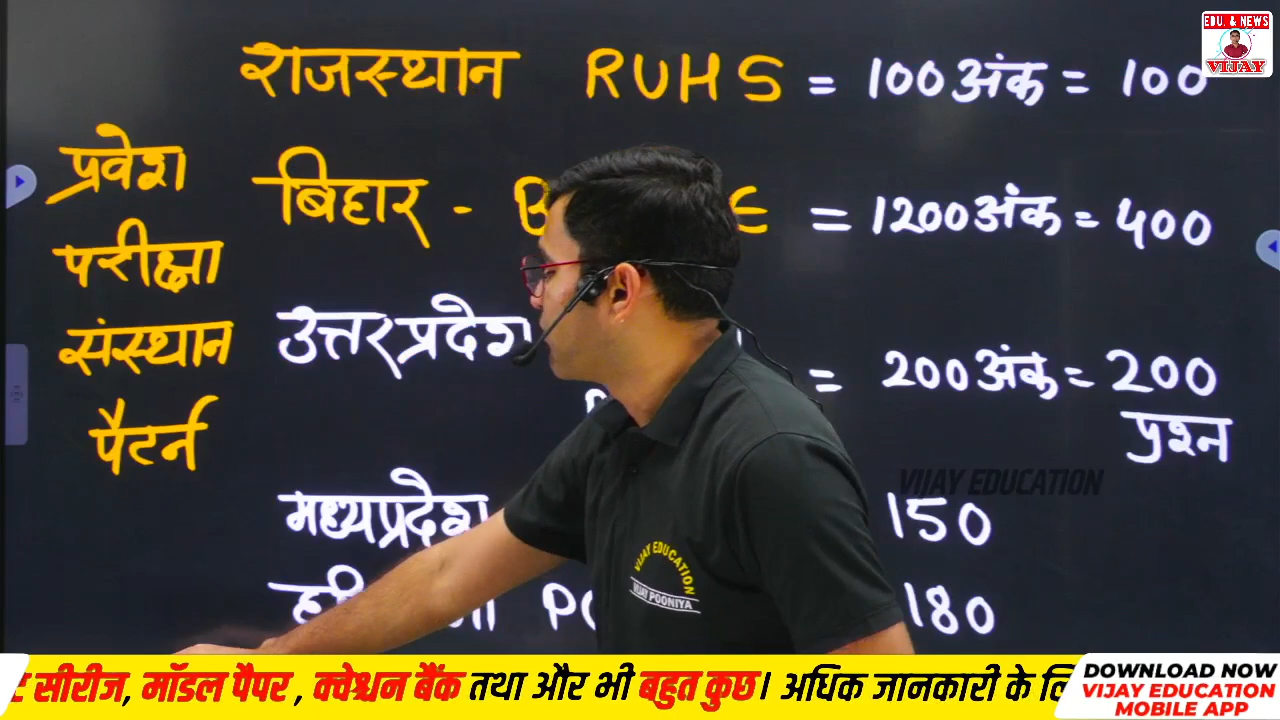 EDU. & NEWS
VIJAY
राजस्थान RUHS = 100 अंक = 100
प्रवेश
परीक्षा
संस्थान
पैटर्न
बिहार - = 1200 अंक = 400
उत्तरप्रदेश = 200 अंक = 200
प्रश्न
मध्यप्रदेश 150
180
VIJAY EDUCATION
VIJAY EDUCATION
VIJAY POONIYA
सीरीज, मॉडल पैपर, क्वेश्चन बैंक तथा और भी बहुत कुछ। अधिक जानकारी के
DOWNLOAD NOW
VIJAY EDUCATION
MOBILE APP